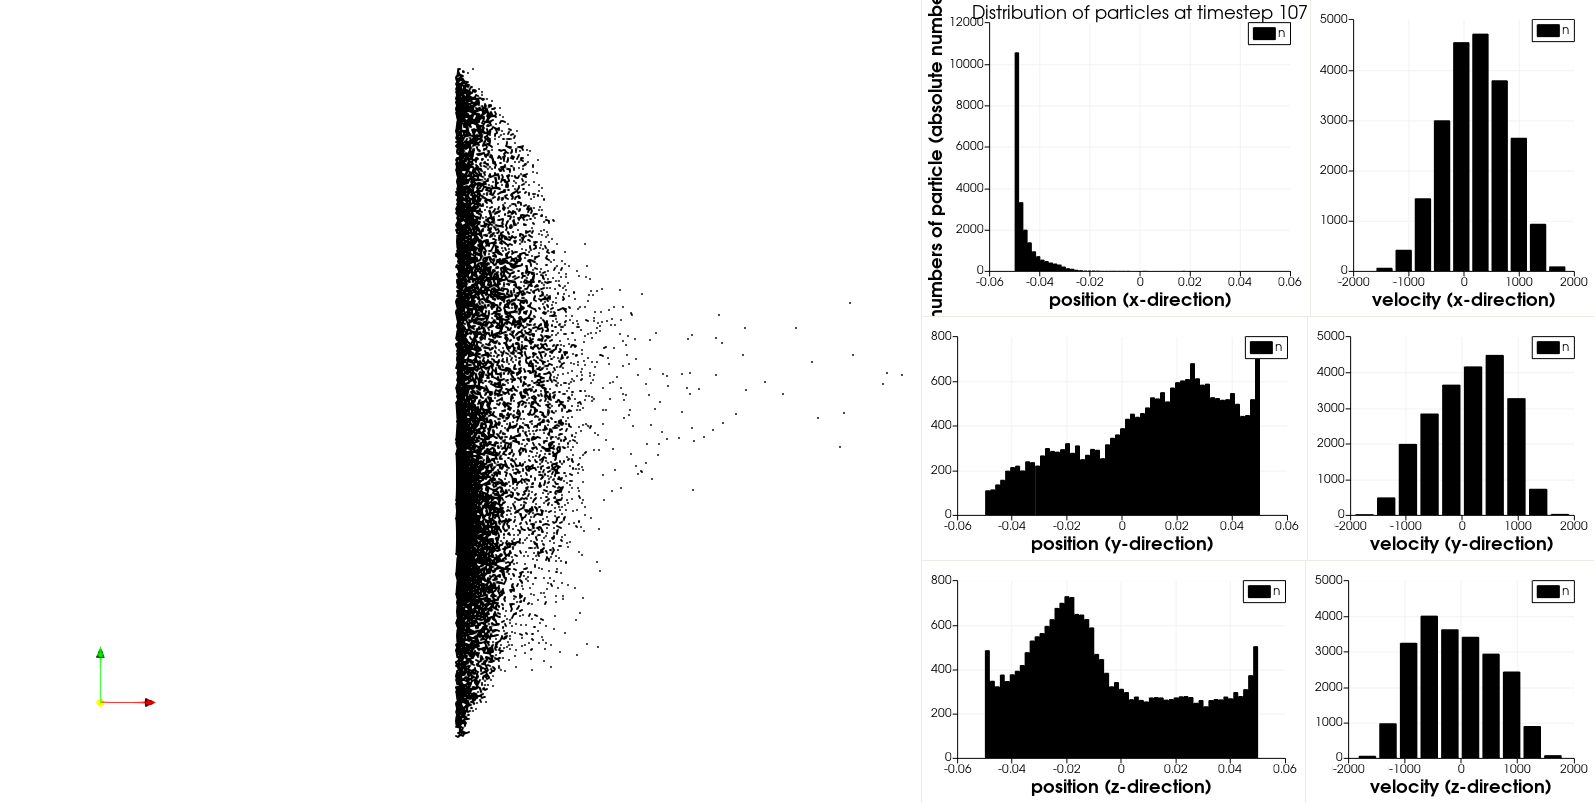 Distribution of particles at timestep 107
numbers of particle (absolute numbe
12000
10000
8000
6000
4000
2000
0
-0.06 -0.04 -0.02 0 0.02 0.04 0.06
position (x-direction)
n
5000
4000
3000
2000
1000
0
-2000 -1000 0 1000 2000
velocity (x-direction)
n
800
600
400
200
0
-0.06 -0.04 -0.02 0 0.02 0.04 0.06
position (y-direction)
n
5000
4000
3000
2000
1000
0
-2000 -1000 0 1000 2000
velocity (y-direction)
n
800
600
400
200
0
-0.06 -0.04 -0.02 0 0.02 0.04 0.06
position (z-direction)
n
5000
4000
3000
2000
1000
0
-2000 -1000 0 1000 2000
velocity (z-direction)
n